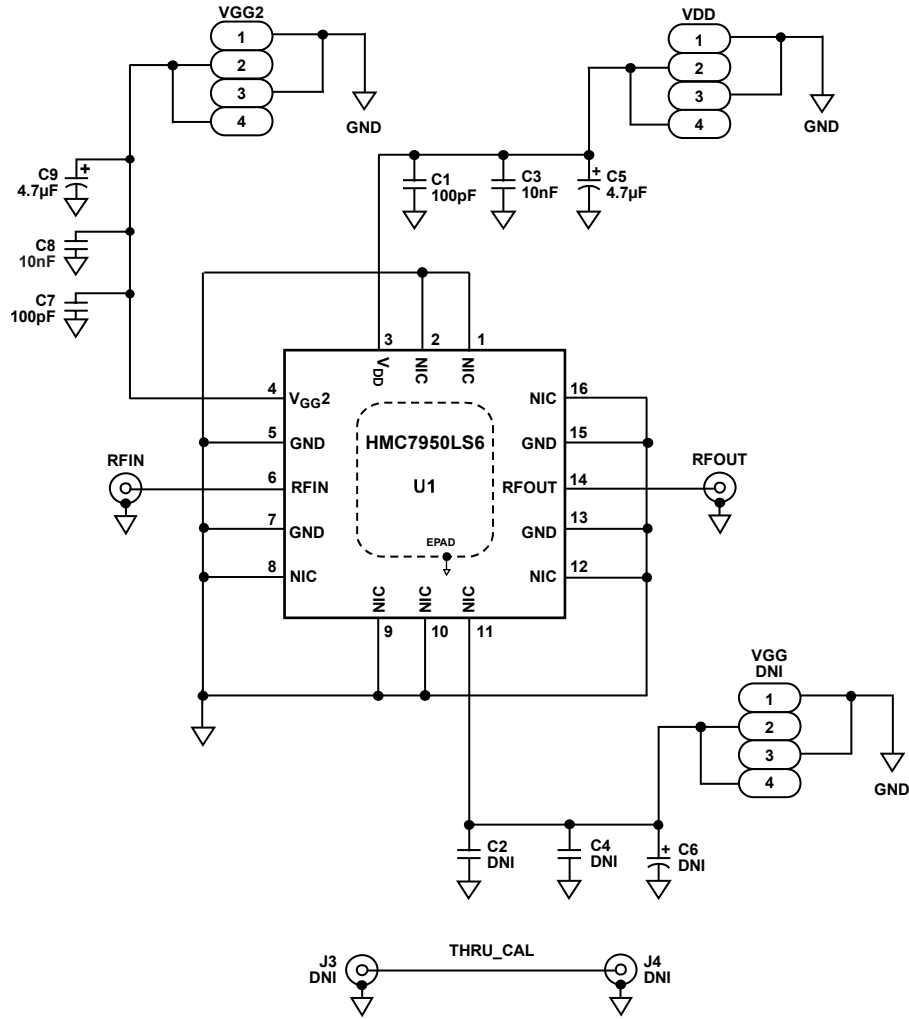 VGG2
1
2
3
4
GND
VDD
1
2
3
4
GND
C9
4.7µF
+
C8
10nF
C7
100pF
C1
100pF
C3
10nF
+
C5
4.7µF
3
2
1
VDD
NIC
NIC
4
VGG2
5
GND
6
RFIN
7
GND
8
NIC
RFIN
HMC7950LS6
U1
EPAD
NIC
16
GND
15
RFOUT
14
GND
13
NIC
12
RFOUT
NIC
NIC
NIC
9
10
11
VGG
DNI
1
2
3
4
GND
C2
DNI
C4
DNI
+
C6
DNI
THRU_CAL
J3
DNI
J4
DNI